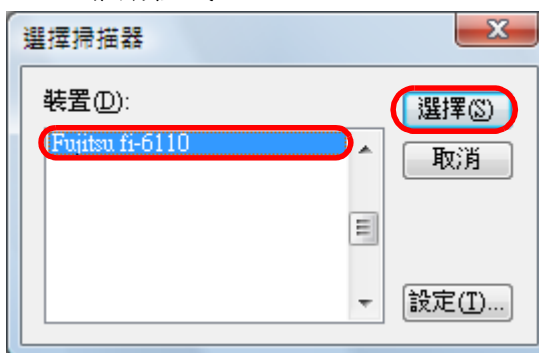 選擇掃描器
裝置(D):
選擇(S)
Fujitsu fi-6110
取消
設定(T)...